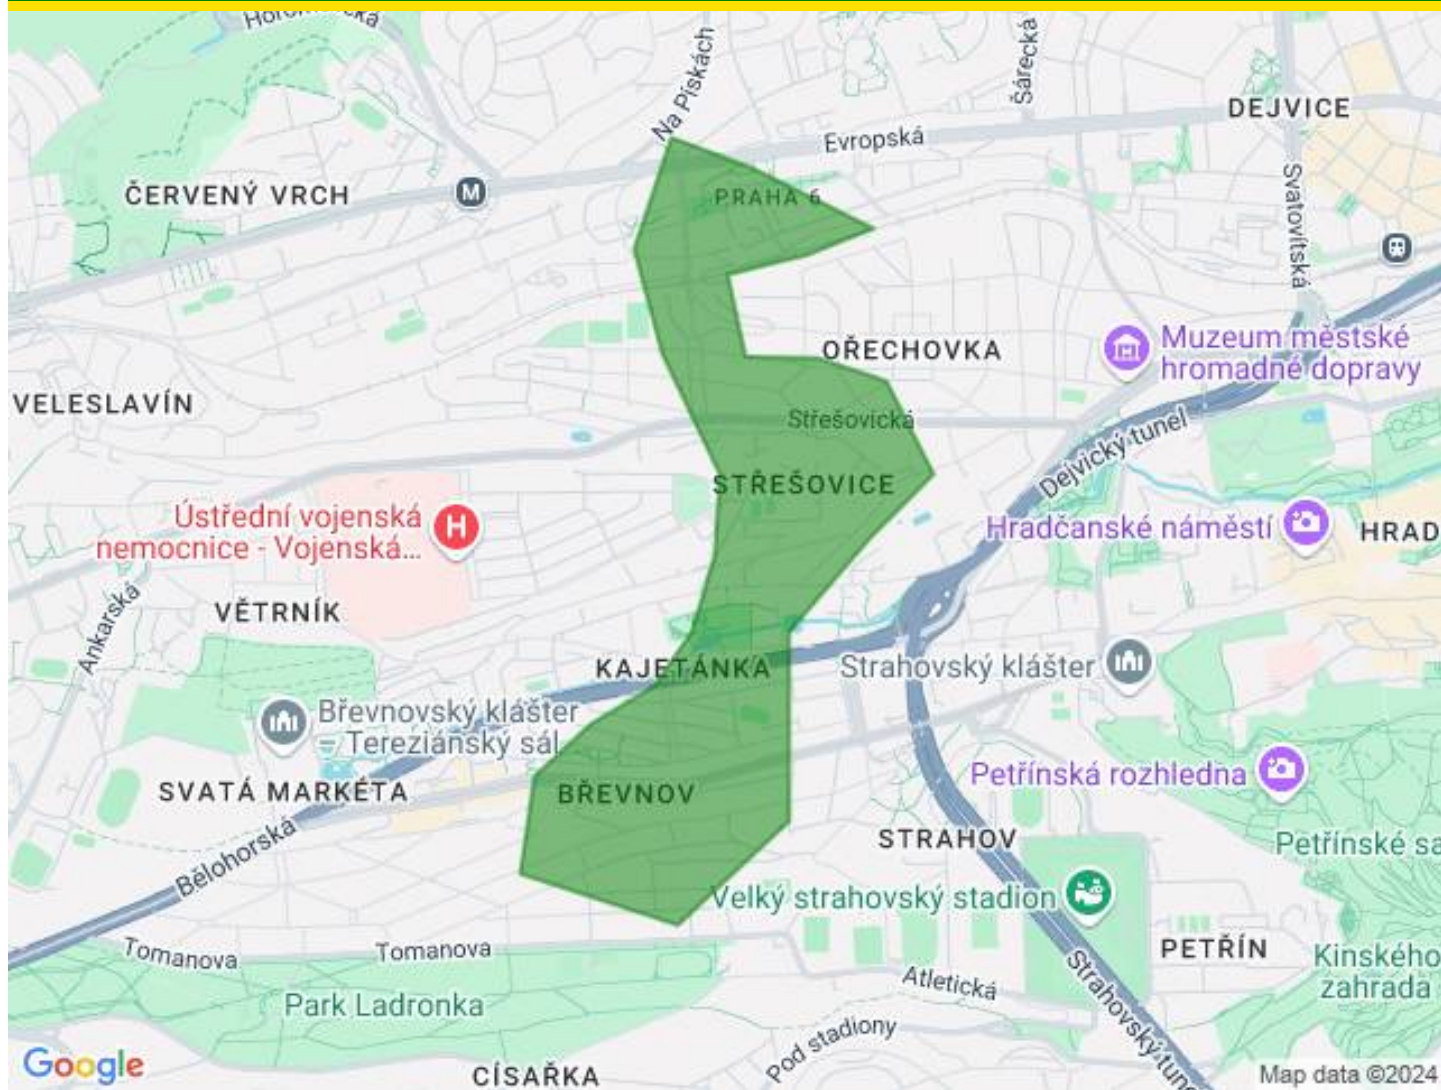 Horoměřická
Na Pískách
Šárecká
DEJVICE
Evropská
ČERVENÝ VRCH
M
PRAHA 6
Svatovítská
OŘECHOVKA
Muzeum městské
hromadné dopravy
VELESLAVÍN
Střešovická
Dejvický tunel
STŘEŠOVICE
Ústřední vojenská
nemocnice - Vojenská...
H
Hradčanské náměstí
HRAD
Ankarská
VĚTRNÍK
KAJETÁNKA
Strahovský klášter
Břevnovský klášter
– Tereziánský sál
Petřínská rozhledna
SVATÁ MARKÉTA
BŘEVNOV
STRAHOV
Petřínské sa
Bělohorská
Velký strahovský stadion
Tomanova
Tomanova
PETŘÍN
Kinského
zahrada
Atletická
Strahovský tun
Park Ladronka
Pod stadiony
Google
CÍSAŘKA
Map data ©2024